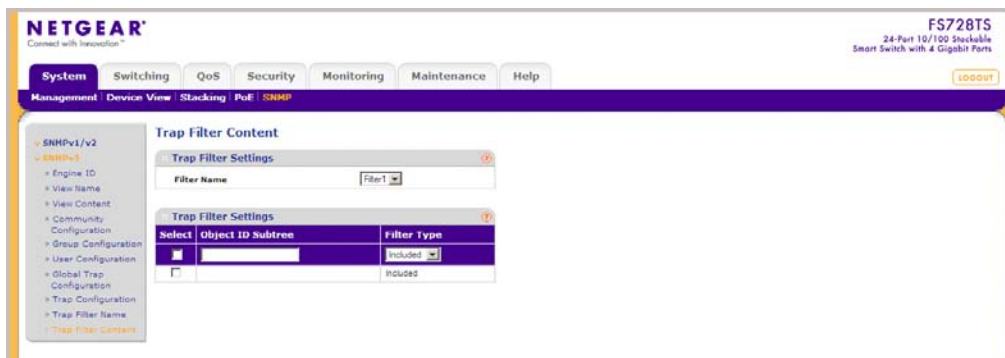 NETGEAR®
Connect with Innovation™
FS728TS
24-Port 10/100 Stackable
Smart Switch with 4 Gigabit Ports
System Switching QoS Security Monitoring Maintenance Help
LOGOUT
Management Device View Stacking PoE SNMP
SNMPv1/v2
SNMPv3
Engine ID
View Name
View Content
Community
Configuration
Group Configuration
User Configuration
Global Trap
Configuration
Trap Configuration
Trap Filter Name
Trap Filter Content
Trap Filter Content
Trap Filter Settings
Filter Name Filter1
Trap Filter Settings
Select Object ID Subtree Filter Type
Included
Included